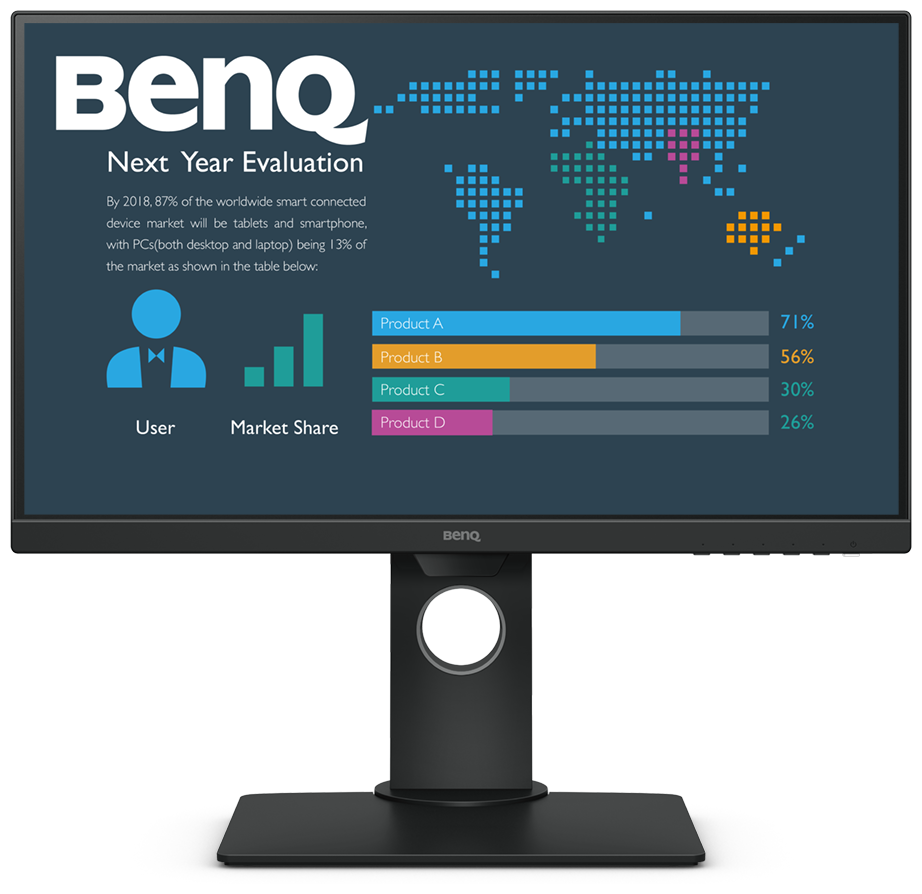 BenQ
Next Year Evaluation
By 2018, 87% of the worldwide smart connected
device market will be tablets and smartphone,
with PCs(both desktop and laptop) being 13% of
the market as shown in the table below:
Product A 71%
Product B 56%
Product C 30%
Product D 26%
User Market Share
BenQ